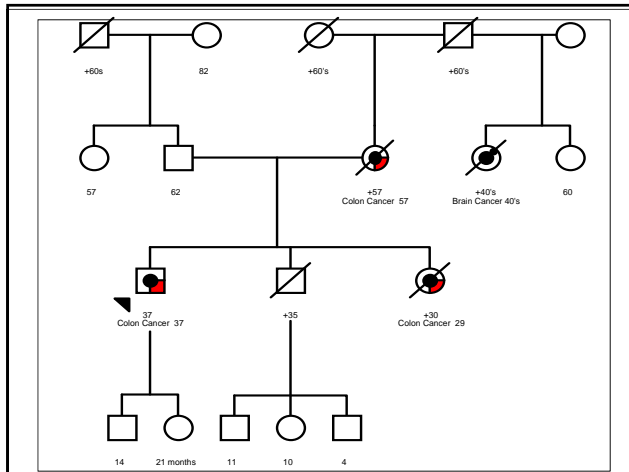 +60s
82
+60's
+60's
57
62
+57
Colon Cancer 57
+40's
Brain Cancer 40's
60
37
Colon Cancer 37
+35
+30
Colon Cancer 29
14
21 months
11
10
4